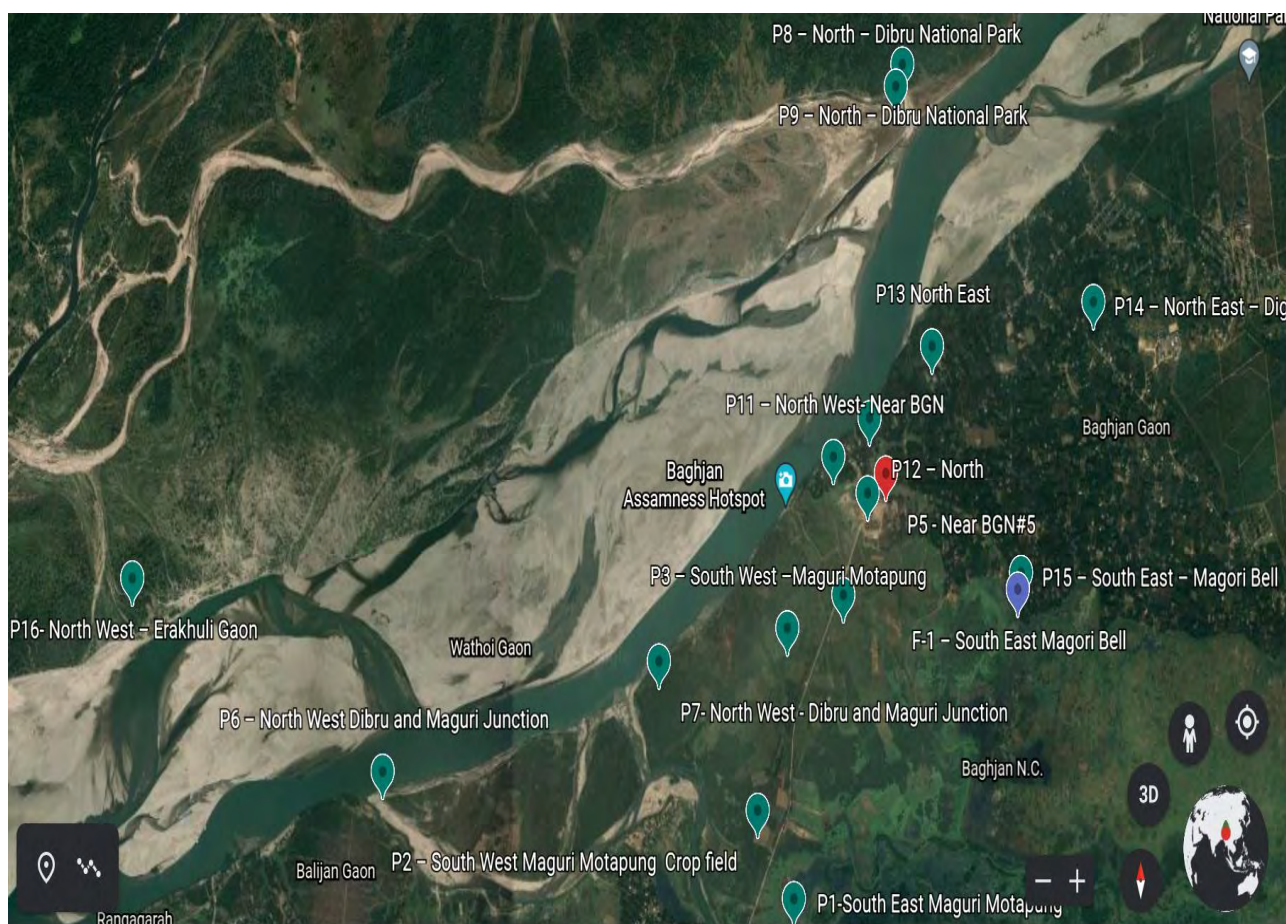 National Pa
P8 – North – Dibru National Park
P9 – North – Dibru National Park
P13 North East
P14 – North East – Dig
P11 – North West- Near BGN
Baghjan Gaon
Baghjan
Assamness Hotspot
P12 – North
P5 - Near BGN#5
P3 – South West –Maguri Motapung
P15 – South East – Magori Bell
P16- North West – Erakhuli Gaon
F-1 – South East Magori Bell
Wathoi Gaon
P6 – North West Dibru and Maguri Junction
P7- North West - Dibru and Maguri Junction
Baghjan N.C.
3D
P2 – South West Maguri Motapung Crop field
Balijan Gaon
P1-South East Maguri Motapung
Rangagarah